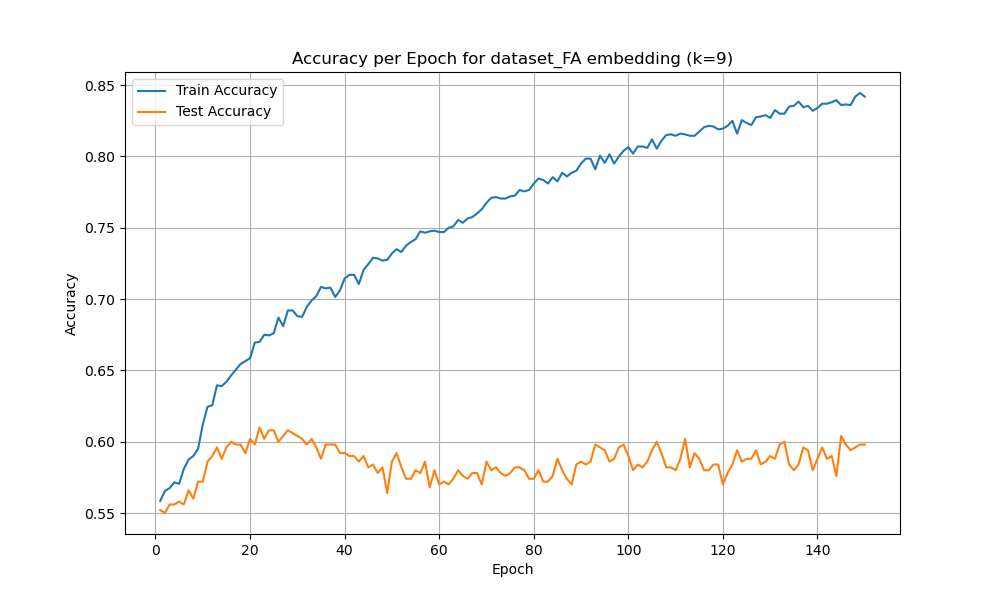 Accuracy per Epoch for dataset_FA embedding (k=9)
Train Accuracy
Test Accuracy
Accuracy
0.85
0.80
0.75
0.70
0.65
0.60
0.55
0 20 40 60 80 100 120 140
Epoch